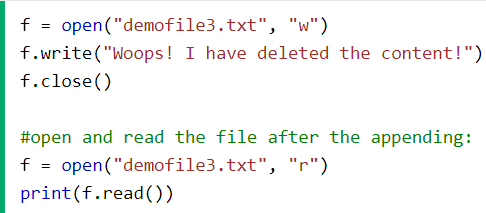 f = open("demofile3.txt", "w")
f.write("Woops! I have deleted the content!")
f.close()

#open and read the file after the appending:
f = open("demofile3.txt", "r")
print(f.read())